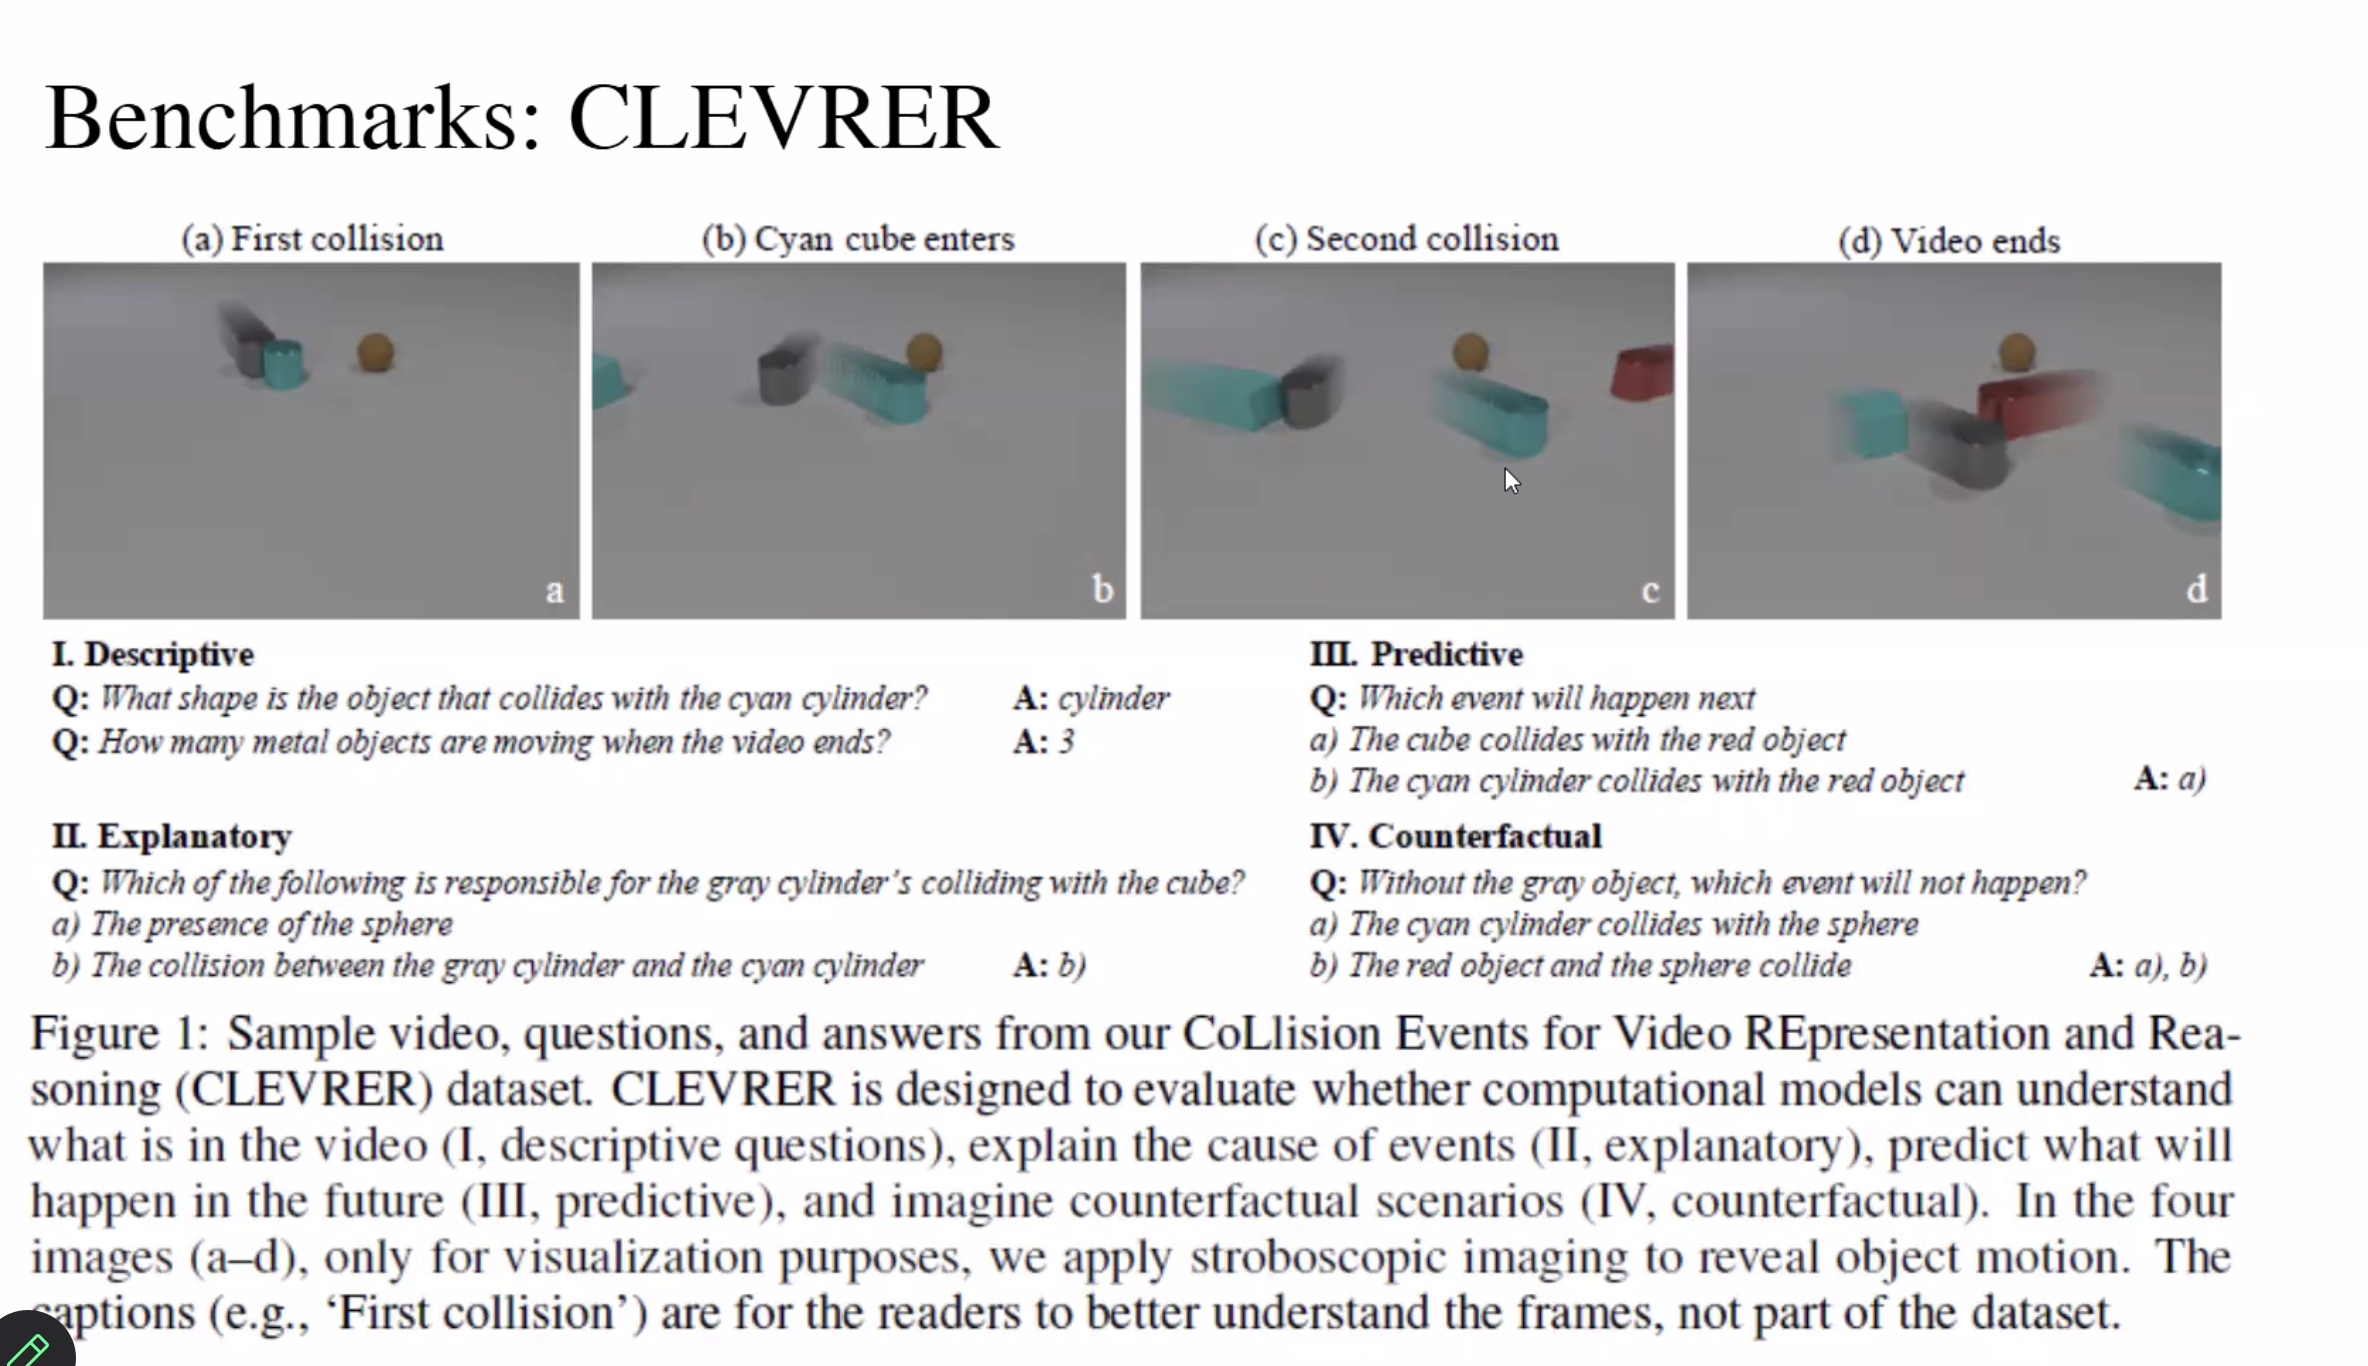 Benchmarks: CLEVRER
(a) First collision
(b) Cyan cube enters
(c) Second collision
(d) Video ends
a
b
c
d
I. Descriptive
Q: What shape is the object that collides with the cyan cylinder? A: cylinder
Q: How many metal objects are moving when the video ends? A: 3
II. Explanatory
Q: Which of the following is responsible for the gray cylinder's colliding with the cube?
a) The presence of the sphere
b) The collision between the gray cylinder and the cyan cylinder A: b)
III. Predictive
Q: Which event will happen next
a) The cube collides with the red object
b) The cyan cylinder collides with the red object A: a)
IV. Counterfactual
Q: Without the gray object, which event will not happen?
a) The cyan cylinder collides with the sphere
b) The red object and the sphere collide A: a), b)
Figure 1: Sample video, questions, and answers from our CoLlision Events for Video REpresentation and Rea-
soning (CLEVRER) dataset. CLEVRER is designed to evaluate whether computational models can understand
what is in the video (I, descriptive questions), explain the cause of events (II, explanatory), predict what will
happen in the future (III, predictive), and imagine counterfactual scenarios (IV, counterfactual). In the four
images (a–d), only for visualization purposes, we apply stroboscopic imaging to reveal object motion. The
captions (e.g., ‘First collision’) are for the readers to better understand the frames, not part of the dataset.